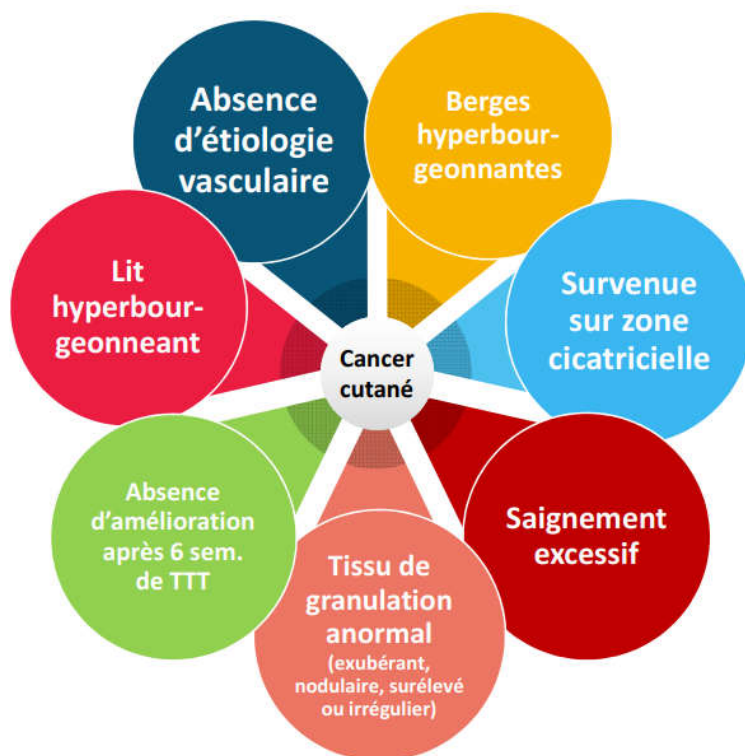 Absence
d'étiologie
vasculaire
Berges
hyperbour-
geonnantes
Survenue
sur zone
cicatricielle
Saignement
excessif
Tissu de
granulation
anormal
(exubérant,
nodulaire, surélevé
ou irrégulier)
Absence
d'amélioration
après 6 sem.
de TTT
Lit
hyperbour-
geonneant
Cancer
cutané